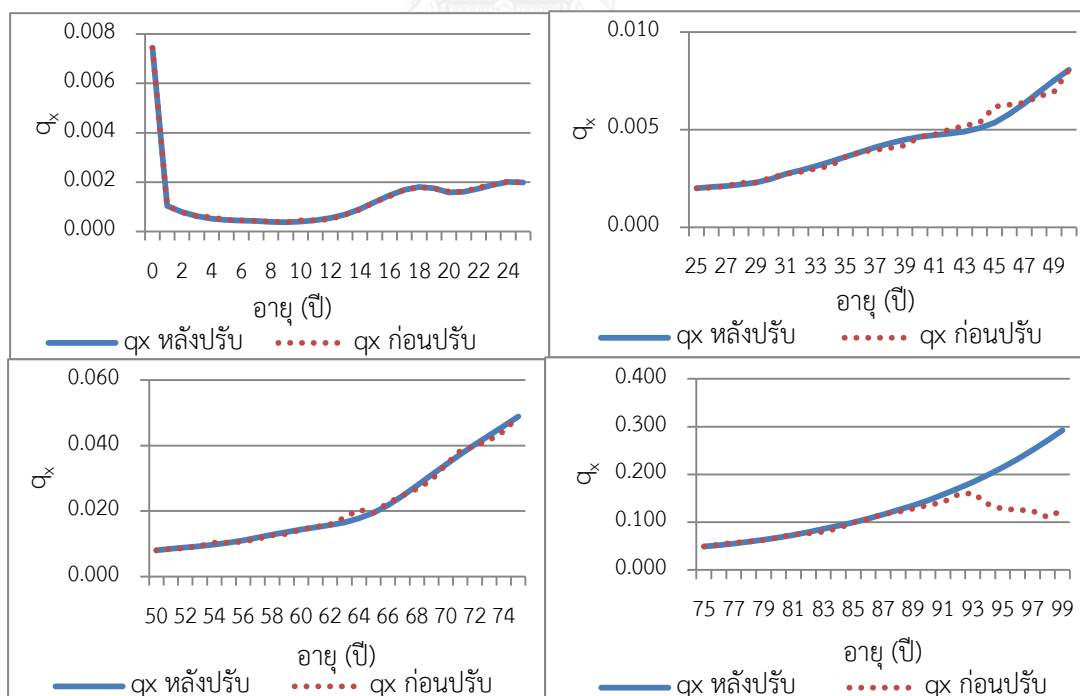 0.008
0.006
0.004
0.002
0.000
qx
0 2 4 6 8 10 12 14 16 18 20 22 24
อายุ (ปี)
qx หลังปรับ qx ก่อนปรับ
0.010
0.005
0.000
qx
25 27 29 31 33 35 37 39 41 43 45 47 49
อายุ (ปี)
qx หลังปรับ qx ก่อนปรับ
0.060
0.040
0.020
0.000
qx
50 52 54 56 58 60 62 64 66 68 70 72 74
อายุ (ปี)
qx หลังปรับ qx ก่อนปรับ
0.400
0.300
0.200
0.100
0.000
qx
75 77 79 81 83 85 87 89 91 93 95 97 99
อายุ (ปี)
qx หลังปรับ qx ก่อนปรับ